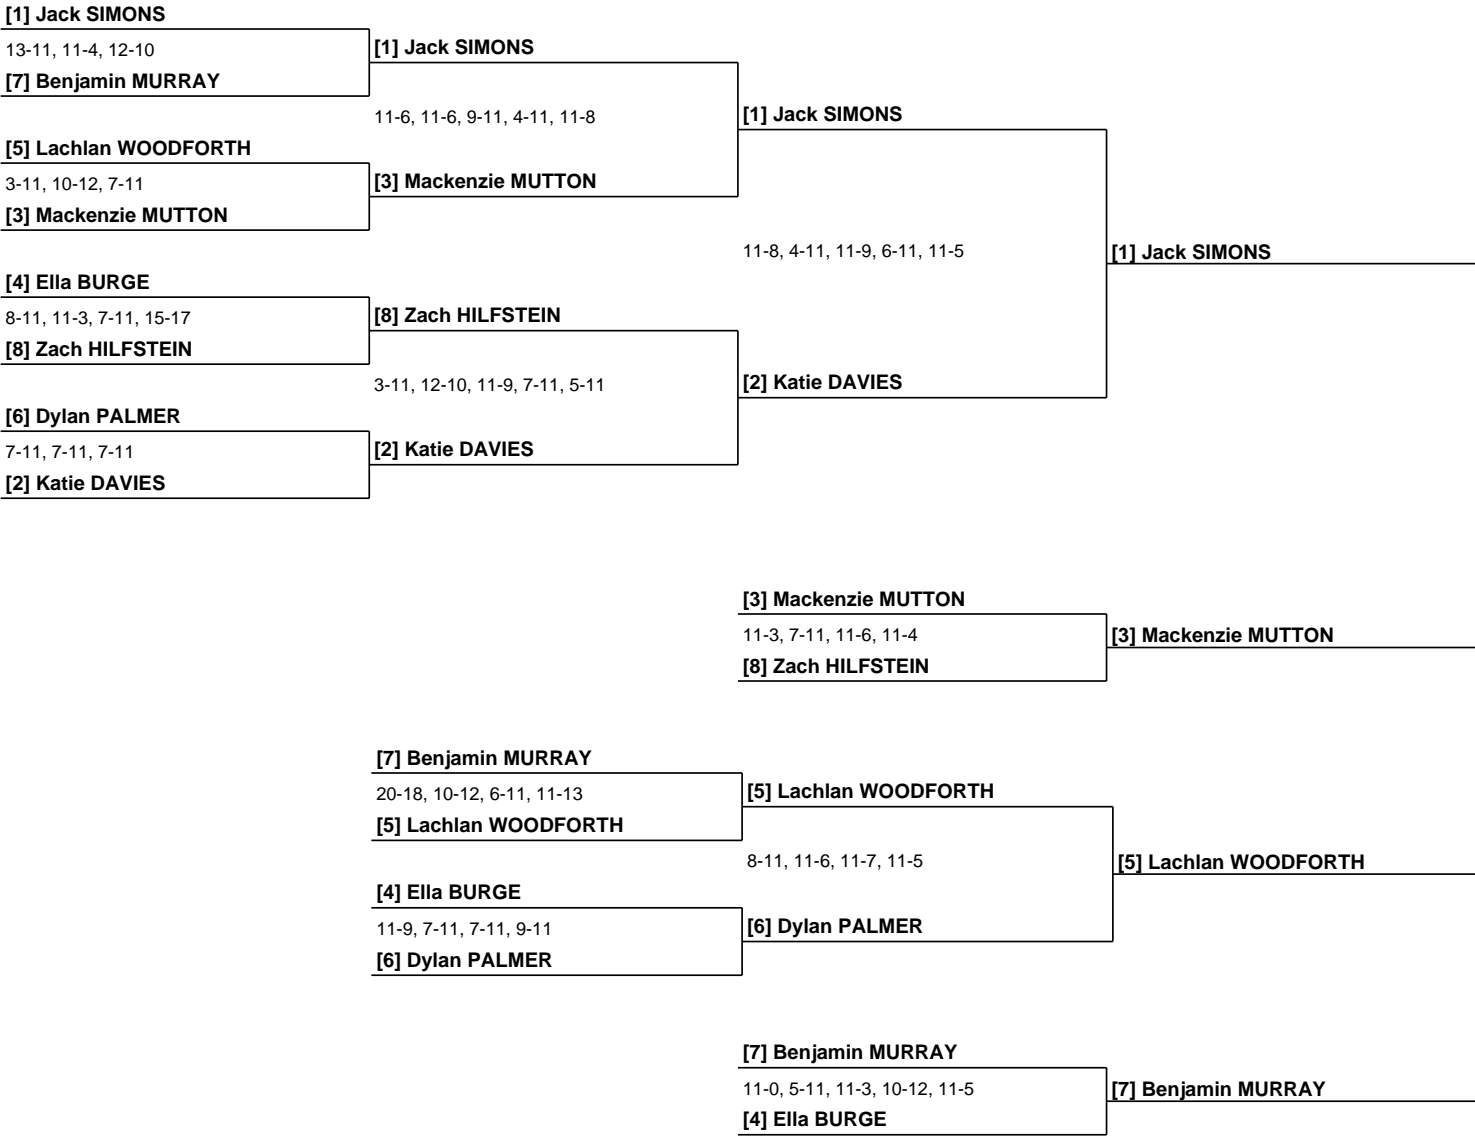 [1] Jack SIMONS
13-11, 11-4, 12-10
[7] Benjamin MURRAY
[5] Lachlan WOODFORTH
3-11, 10-12, 7-11
[3] Mackenzie MUTTON
[4] Ella BURGE
8-11, 11-3, 7-11, 15-17
[8] Zach HILFSTEIN
[6] Dylan PALMER
7-11, 7-11, 7-11
[2] Katie DAVIES
[1] Jack SIMONS
11-6, 11-6, 9-11, 4-11, 11-8
[3] Mackenzie MUTTON
[8] Zach HILFSTEIN
3-11, 12-10, 11-9, 7-11, 5-11
[2] Katie DAVIES
[1] Jack SIMONS
11-8, 4-11, 11-9, 6-11, 11-5
[2] Katie DAVIES
[1] Jack SIMONS
[3] Mackenzie MUTTON
11-3, 7-11, 11-6, 11-4
[8] Zach HILFSTEIN
[3] Mackenzie MUTTON
[7] Benjamin MURRAY
20-18, 10-12, 6-11, 11-13
[5] Lachlan WOODFORTH
[4] Ella BURGE
11-9, 7-11, 7-11, 9-11
[6] Dylan PALMER
[5] Lachlan WOODFORTH
8-11, 11-6, 11-7, 11-5
[6] Dylan PALMER
[5] Lachlan WOODFORTH
[7] Benjamin MURRAY
11-0, 5-11, 11-3, 10-12, 11-5
[4] Ella BURGE
[7] Benjamin MURRAY